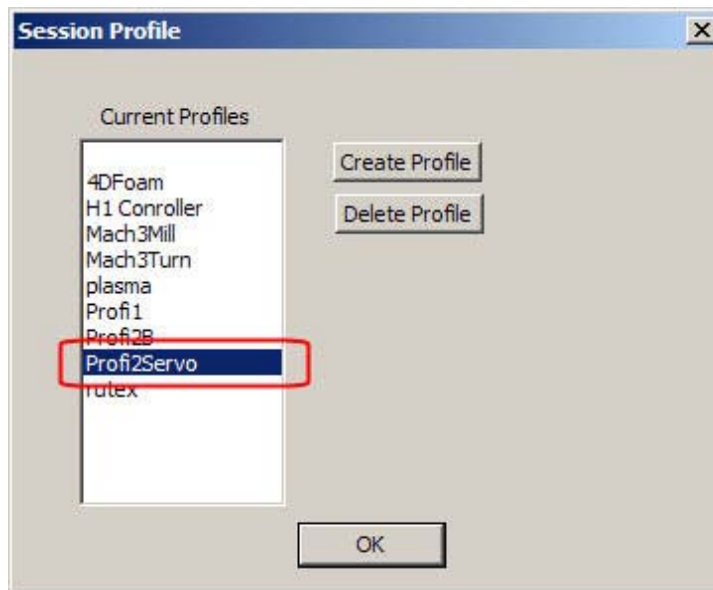 Session Profile
Current Profiles
Create Profile
Delete Profile
4DFoam
H1 Conroller
Mach3Mill
Mach3Turn
plasma
Profi1
Profi2B
Profi2Servo
rutex
OK